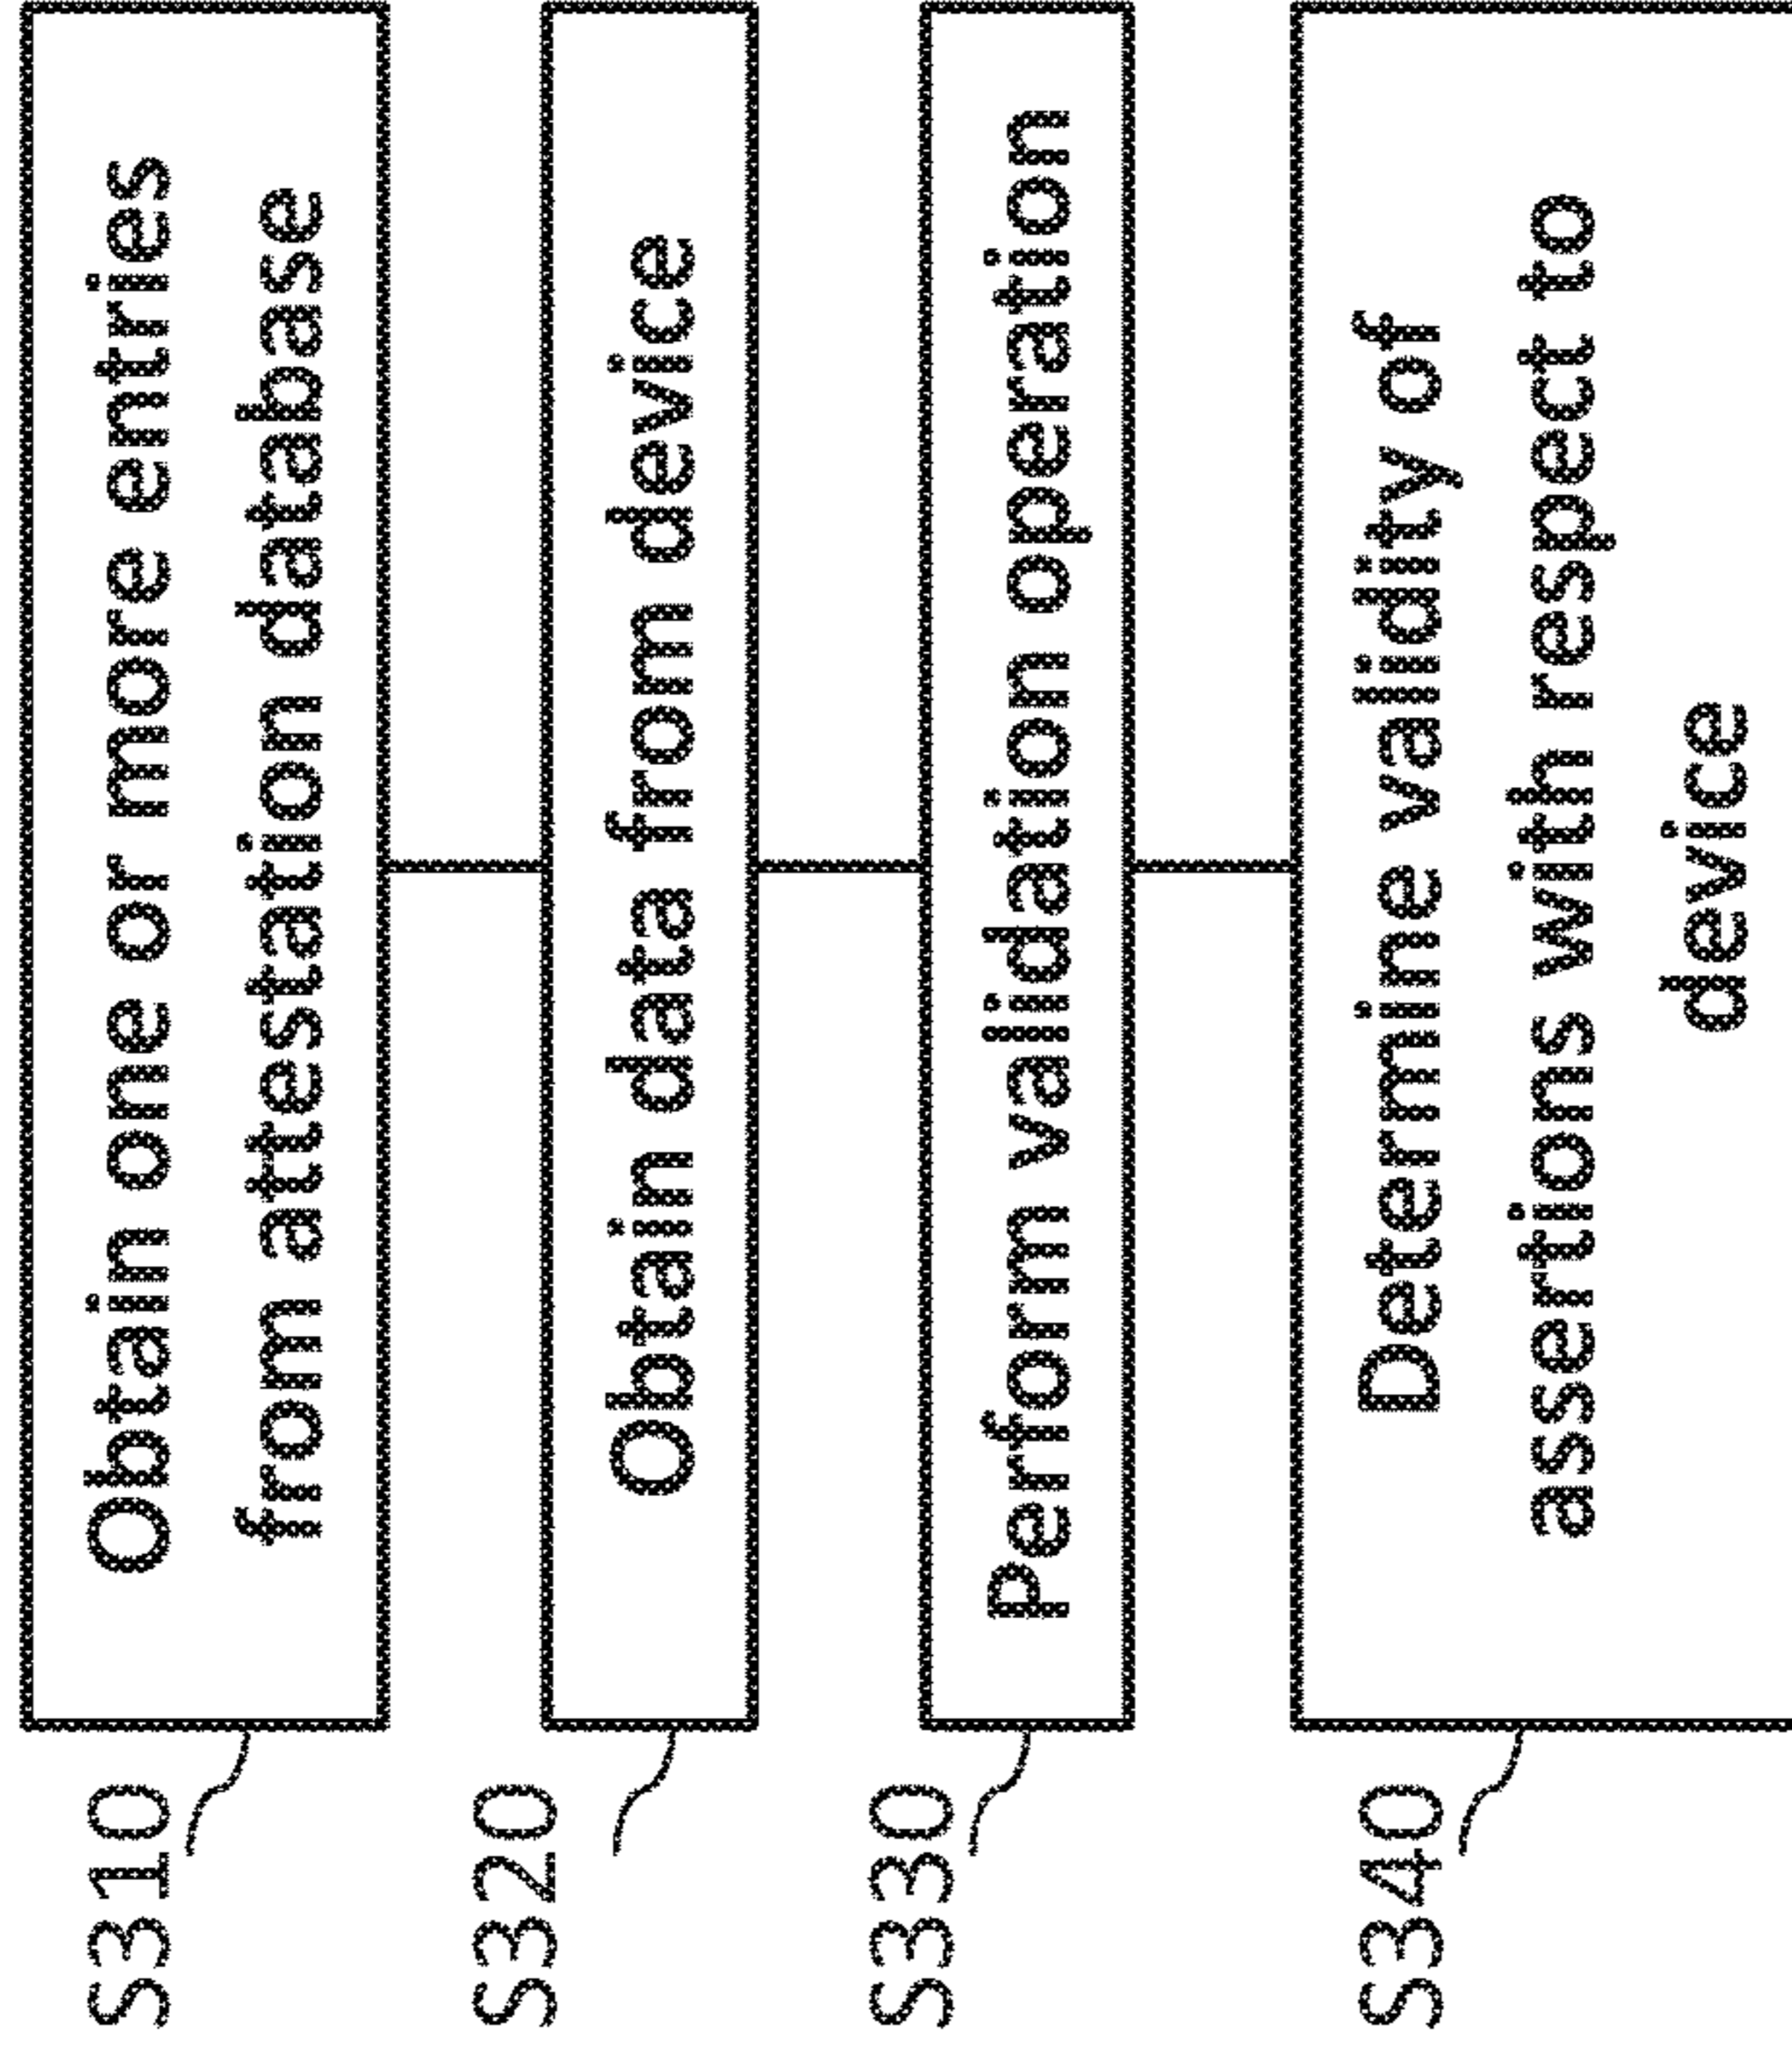 S310
Obtain one or more entries
from attestation database
S320
Obtain data from device
S330
Perform validation operation
S340
Determine validity of
assertions with respect to
device